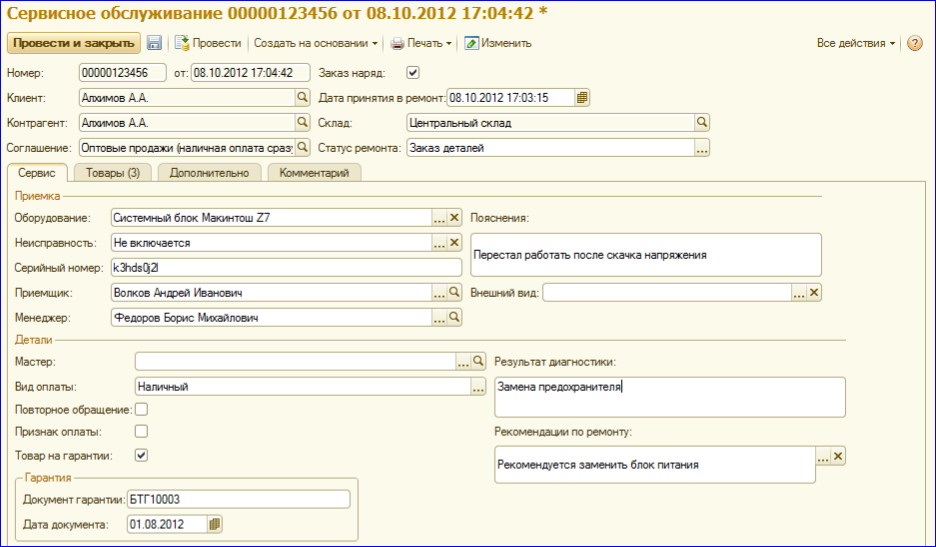 Сервисное обслуживание 00000123456 от 08.10.2012 17:04:42 *
Провести и закрыть Провести Создать на основании Печать Изменить Все действия ?
Номер: 00000123456 от: 08.10.2012 17:04:42 Заказ наряд:
Клиент: Алхимов А.А. Дата принятия в ремонт: 08.10.2012 17:03:15
Контрагент: Алхимов А.А. Склад: Центральный склад
Соглашение: Оптовые продажи (наличная оплата сраз Статус ремонта: Заказ деталей ...
Сервис Товары (3) Дополнительно Комментарий
Приемка
Оборудование: Системный блок Макинтош Z7 ... Пояснения:
Неисправность: Не включается ...
Перестал работать после скачка напряжения
Серийный номер: k3hds0j2l
Приемщик: Волков Андрей Иванович ... Внешний вид: ...
Менеджер: Федоров Борис Михайлович ...
Детали
Мастер: ... Результат диагностики:
Вид оплаты: Наличный ... Замена предохранителя
Повторное обращение:
Признак оплаты: Рекомендации по ремонту:
Товар на гарантии: ...
Рекомендуется заменить блок питания
Гарантия
Документ гарантии: БТГ10003
Дата документа: 01.08.2012